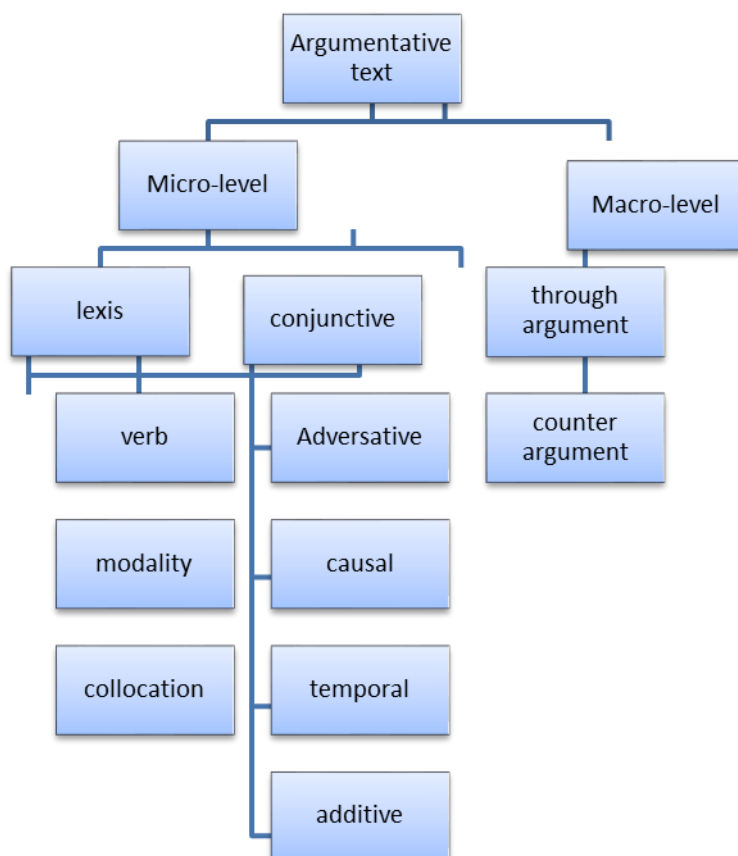 Argumentative
text
Micro-level
Macro-level
lexis
conjunctive
through
argument
verb
Adversative
counter
argument
modality
causal
collocation
temporal
additive